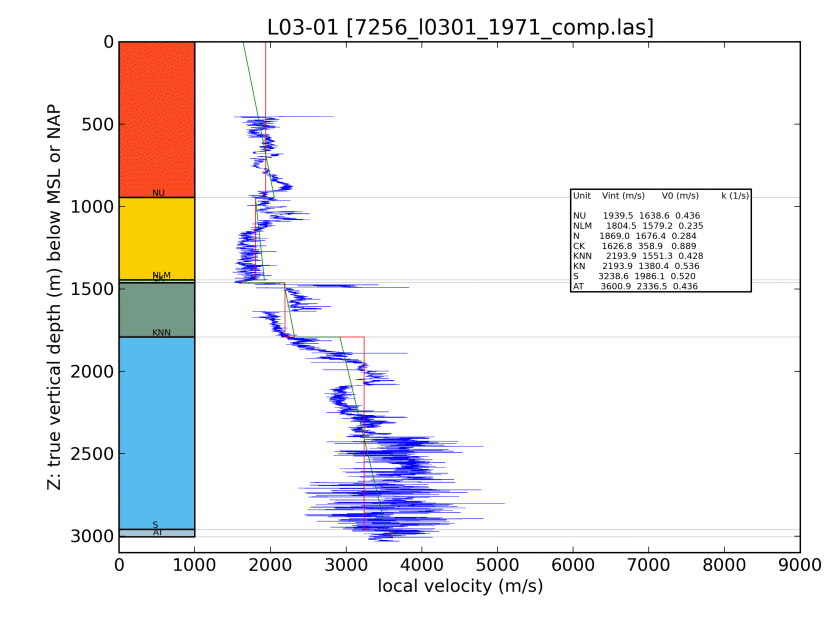 L03-01 [7256_l0301_1971_comp.las]
Z: true vertical depth (m) below MSL or NAP
0
500
1000
1500
2000
2500
3000
NU
NLM
KNN
S
AT
Unit Vint (m/s) V0 (m/s) k (1/s)
NU 1939.5 1638.6 0.436
NLM 1804.5 1579.2 0.235
N 1869.0 1676.4 0.284
CK 1626.8 358.9 0.889
KNN 2193.9 1551.3 0.428
KN 2193.9 1380.4 0.536
S 3238.6 1986.1 0.520
AT 3600.9 2336.5 0.436
0 1000 2000 3000 4000 5000 6000 7000 8000 9000
local velocity (m/s)